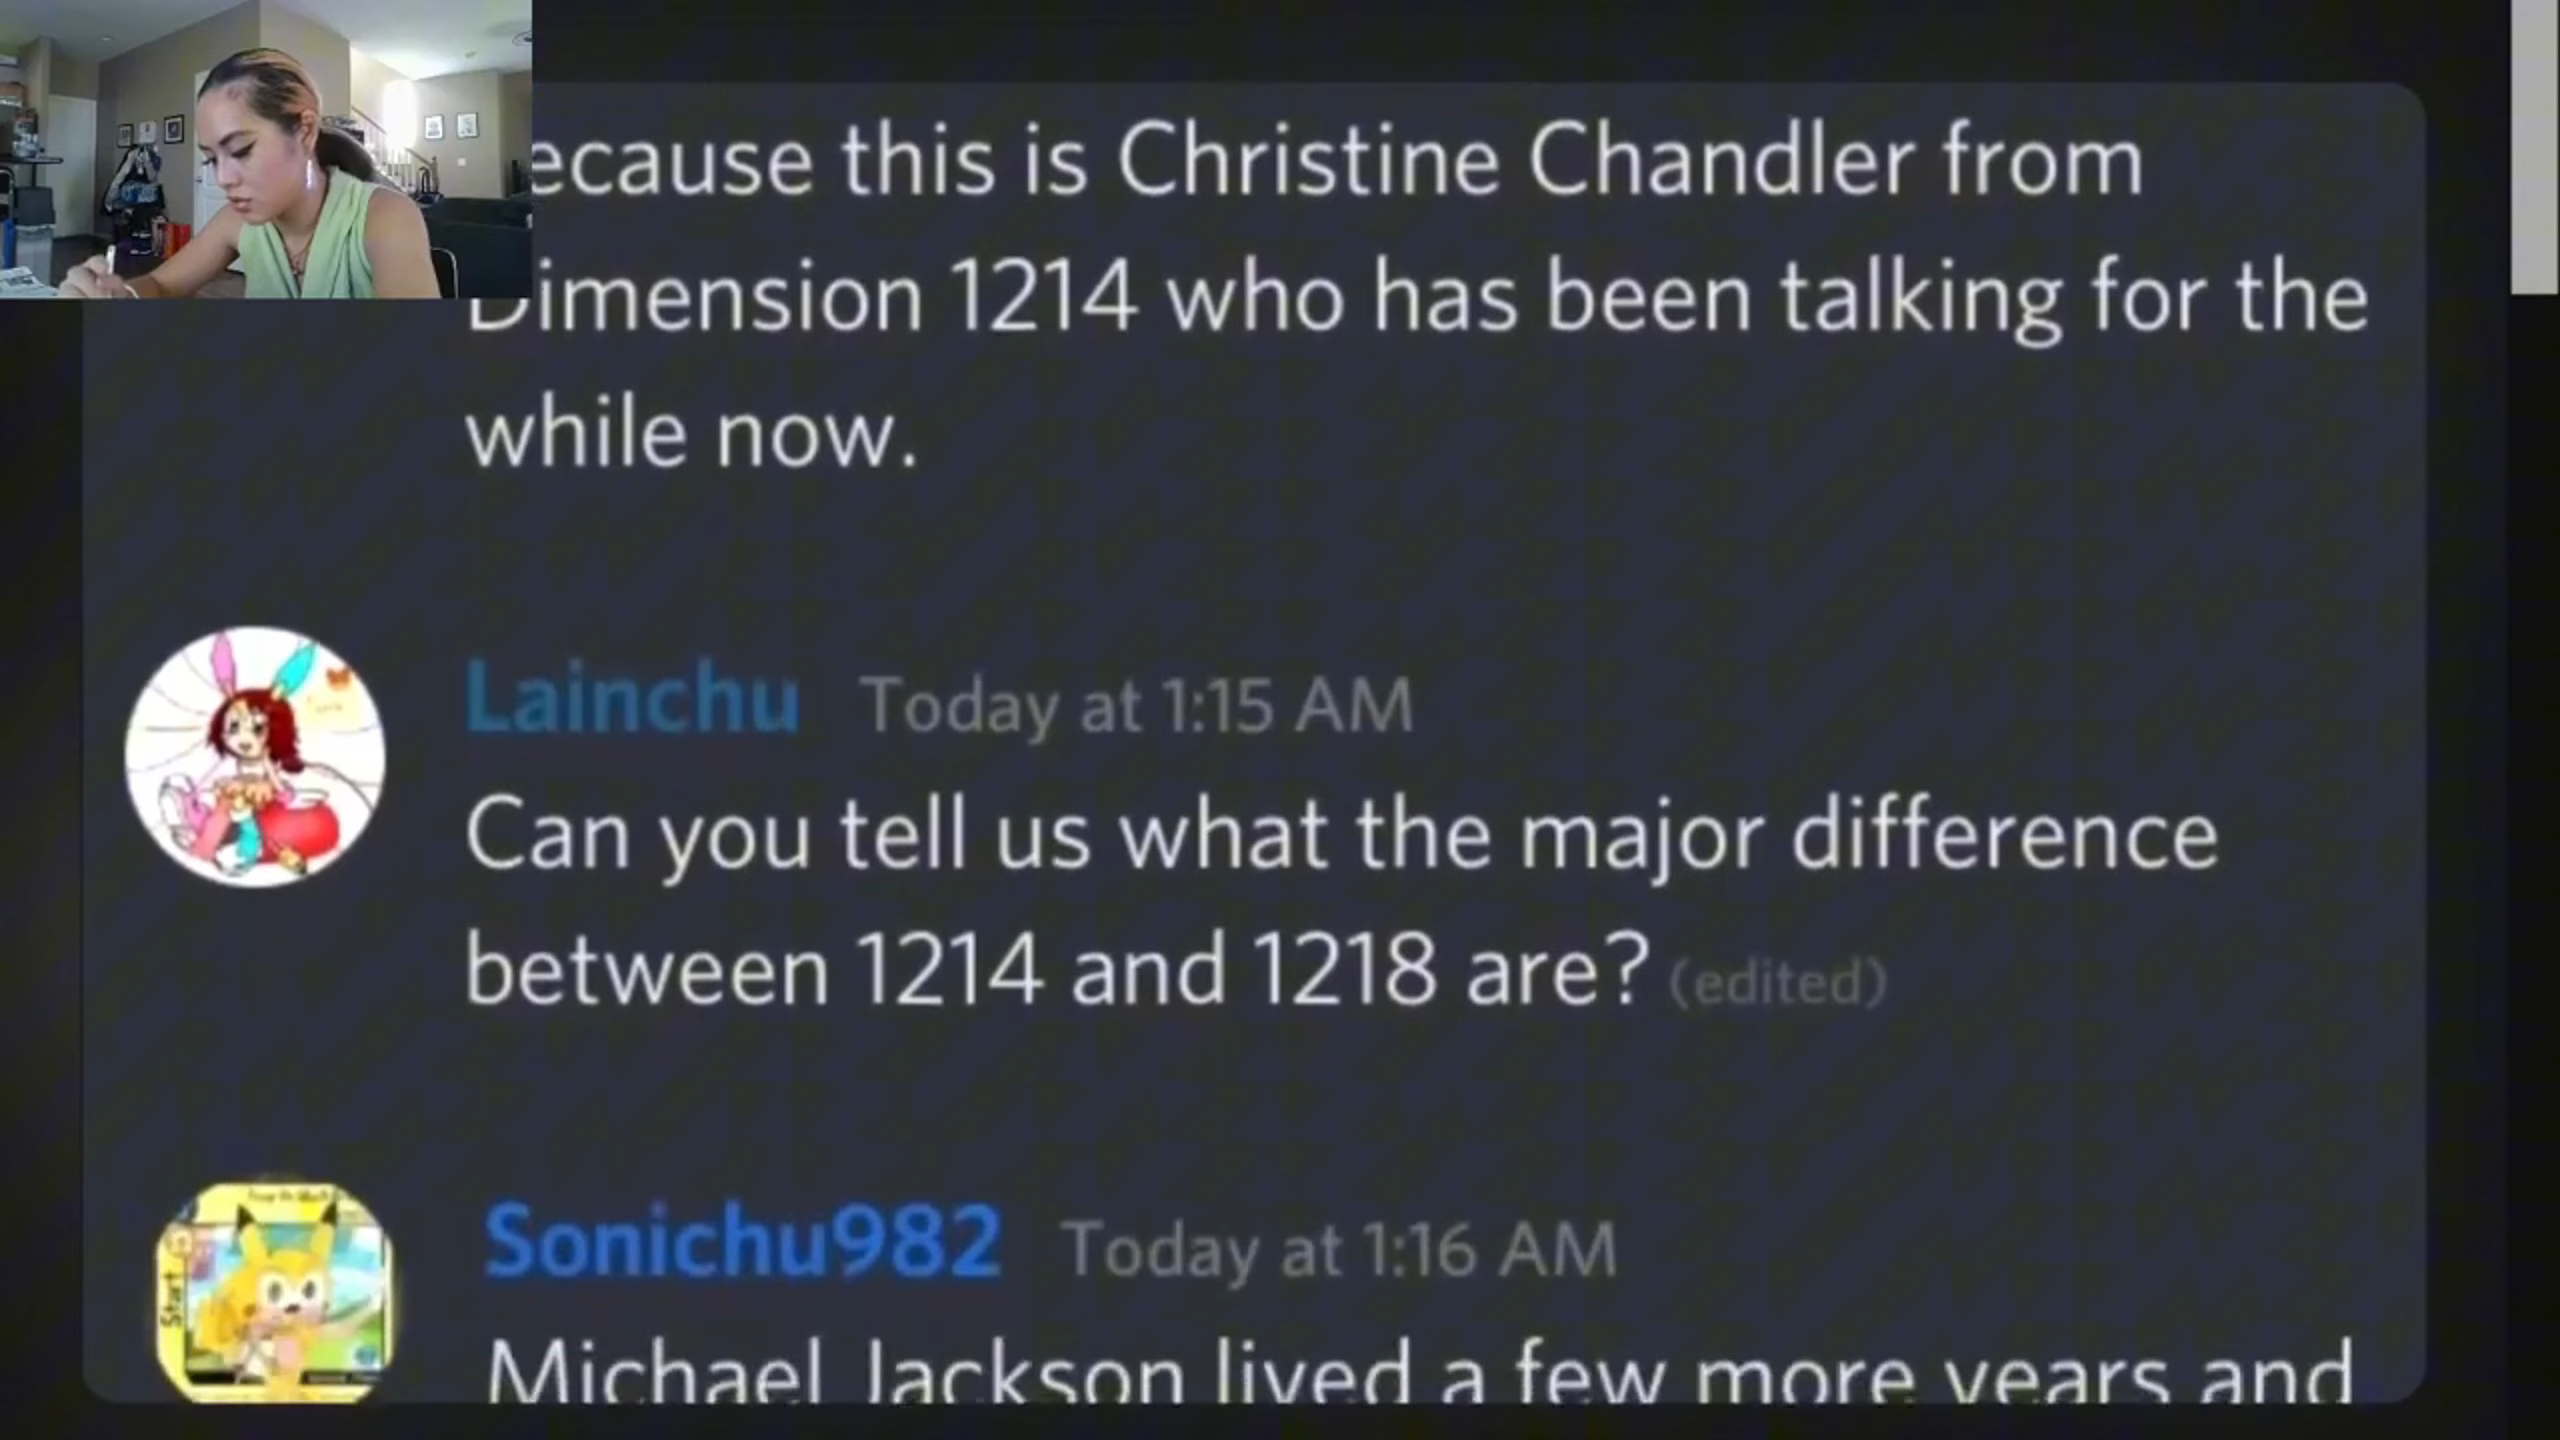 ecause this is Christine Chandler from
Dimension 1214 who has been talking for the
while now.
Lainchu Today at 1:15 AM
Can you tell us what the major difference
between 1214 and 1218 are? (edited)
Sonichu982 Today at 1:16 AM
Start
Michael Jackson lived a few more years and